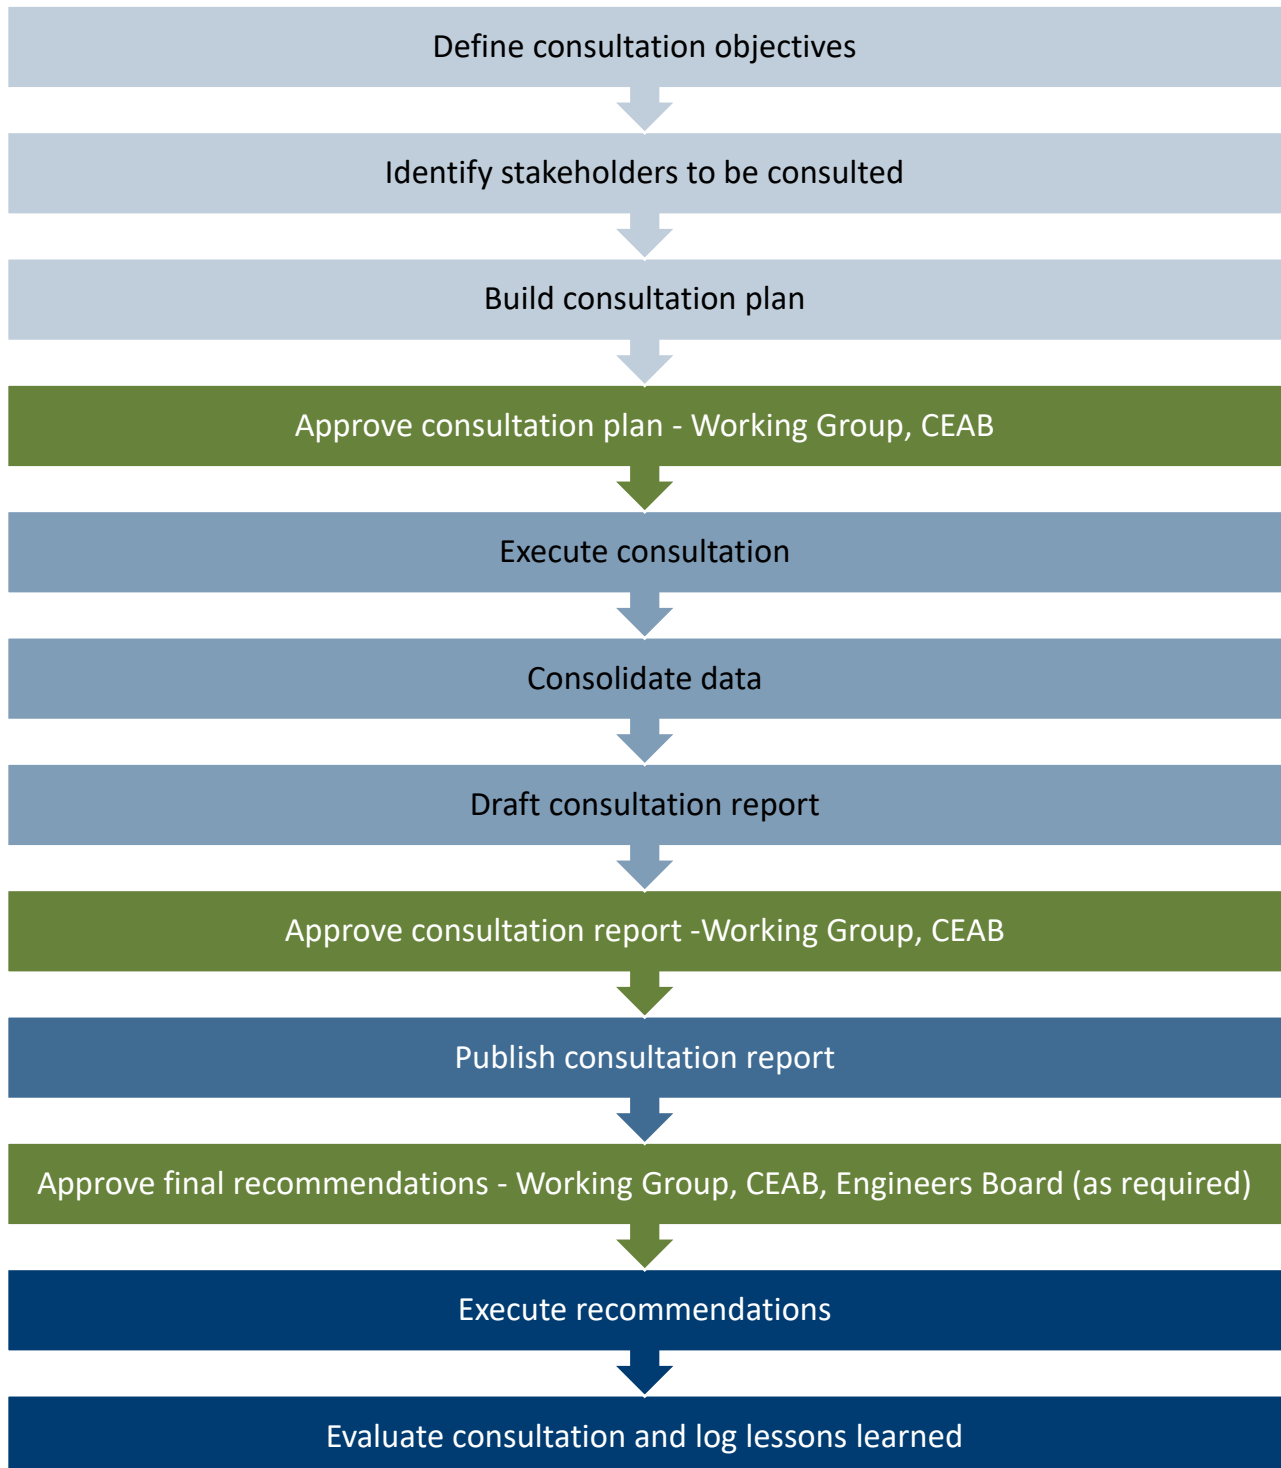 Define consultation objectives
Identify stakeholders to be consulted
Build consultation plan
Approve consultation plan - Working Group, CEAB
Execute consultation
Consolidate data
Draft consultation report
Approve consultation report -Working Group, CEAB
Publish consultation report
Approve final recommendations - Working Group, CEAB, Engineers Board (as required)
Execute recommendations
Evaluate consultation and log lessons learned